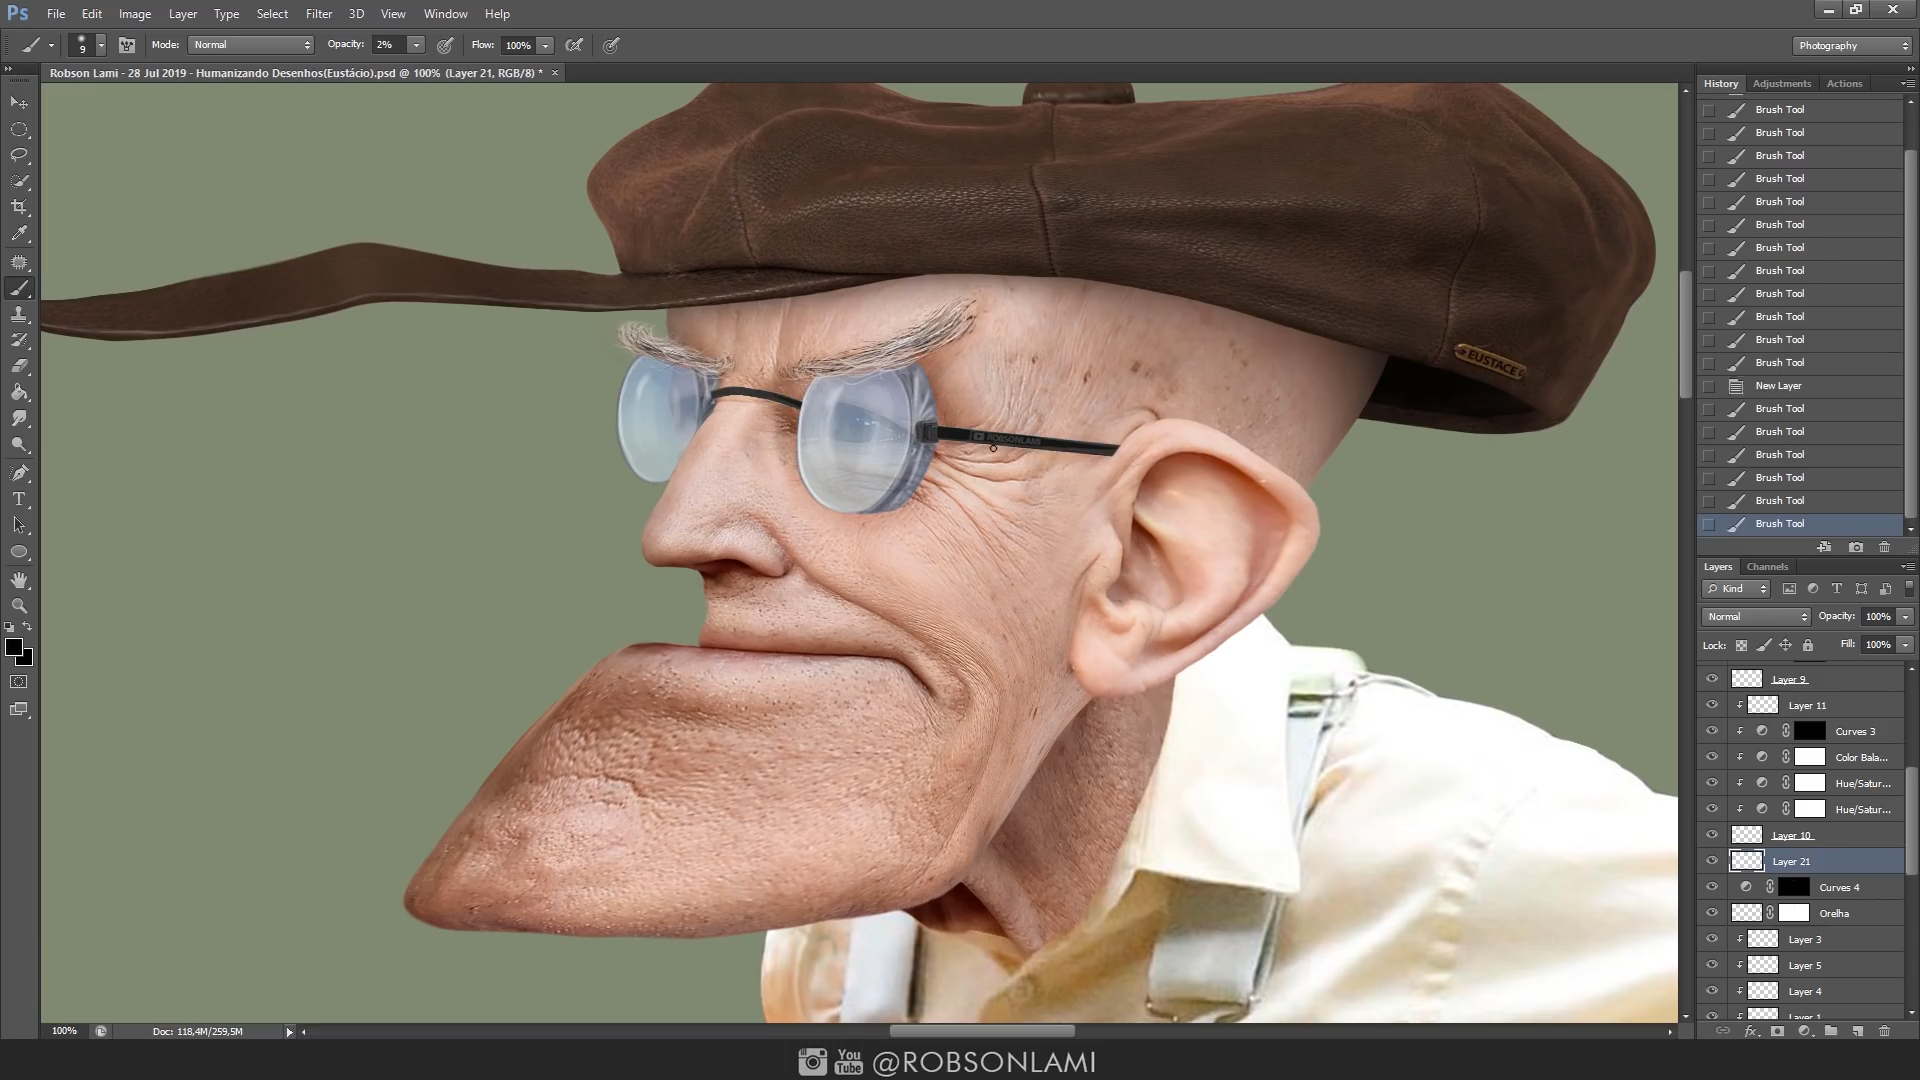 Ps File Edit Image Layer Type Select Filter 3D View Window Help
9 Mode: Normal Opacity: 2% Flow: 100% Photography
Robson Lami - 28 Jul 2019 - Humanizando Desenhos(Eustácio).psd @ 100% (Layer 21, RGB/8) *
History Adjustments Actions
Brush Tool
Brush Tool
Brush Tool
Brush Tool
Brush Tool
Brush Tool
Brush Tool
Brush Tool
Brush Tool
Brush Tool
Brush Tool
Brush Tool
New Layer
Brush Tool
Brush Tool
Brush Tool
Brush Tool
Brush Tool
Brush Tool
EUSTACE
ROBSONLAMI
Layers Channels
Kind
Normal Opacity: 100%
Lock: Fill: 100%
Layer 9
Layer 11
Curves 3
Color Bala...
Hue/Satur...
Hue/Satur...
Layer 10
Layer 21
Curves 4
Orelha
Layer 3
Layer 5
Layer 4
Layer 1
100% Doc: 118,4M/259,5M
You Tube @ROBSONLAMI